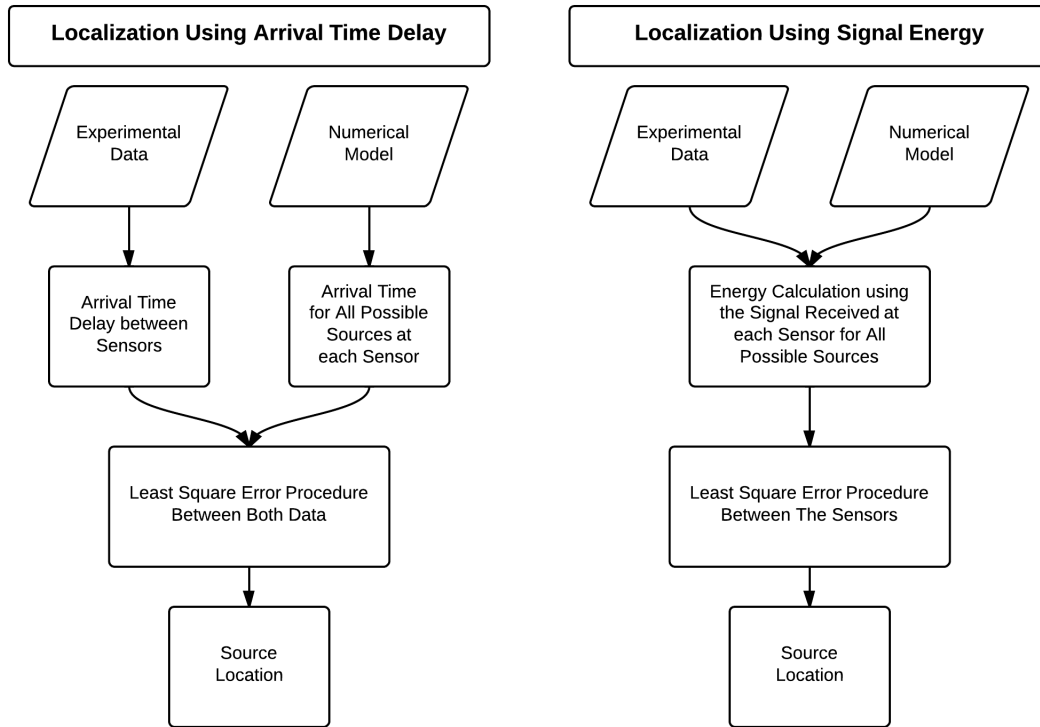 Localization Using Arrival Time Delay
Experimental
Data
Numerical
Model
Arrival Time
Delay between
Sensors
Arrival Time
for All Possible
Sources at
each Sensor
Least Square Error Procedure
Between Both Data
Source
Location
Localization Using Signal Energy
Experimental
Data
Numerical
Model
Energy Calculation using
the Signal Received at
each Sensor for All
Possible Sources
Least Square Error Procedure
Between The Sensors
Source
Location